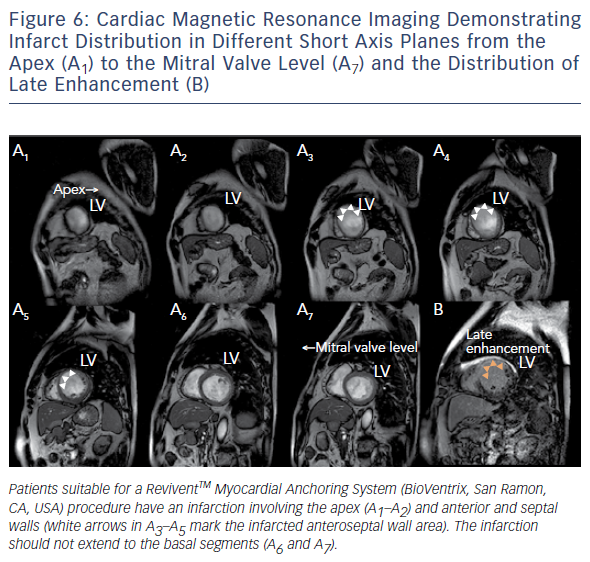 Figure 6: Cardiac Magnetic Resonance Imaging Demonstrating
Infarct Distribution in Different Short Axis Planes from the
Apex (A1) to the Mitral Valve Level (A7) and the Distribution of
Late Enhancement (B)
A1
A2
A3
A4
Apex→
LV
LV
LV
LV
A5
A6
A7
B
←Mitral valve level
Late
enhancement
LV
LV
LV
LV
Patients suitable for a Revivent™ Myocardial Anchoring System (BioVentrix, San Ramon,
CA, USA) procedure have an infarction involving the apex (A1–A2) and anterior and septal
walls (white arrows in A3–A5 mark the infarcted anteroseptal wall area). The infarction
should not extend to the basal segments (A6 and A7).